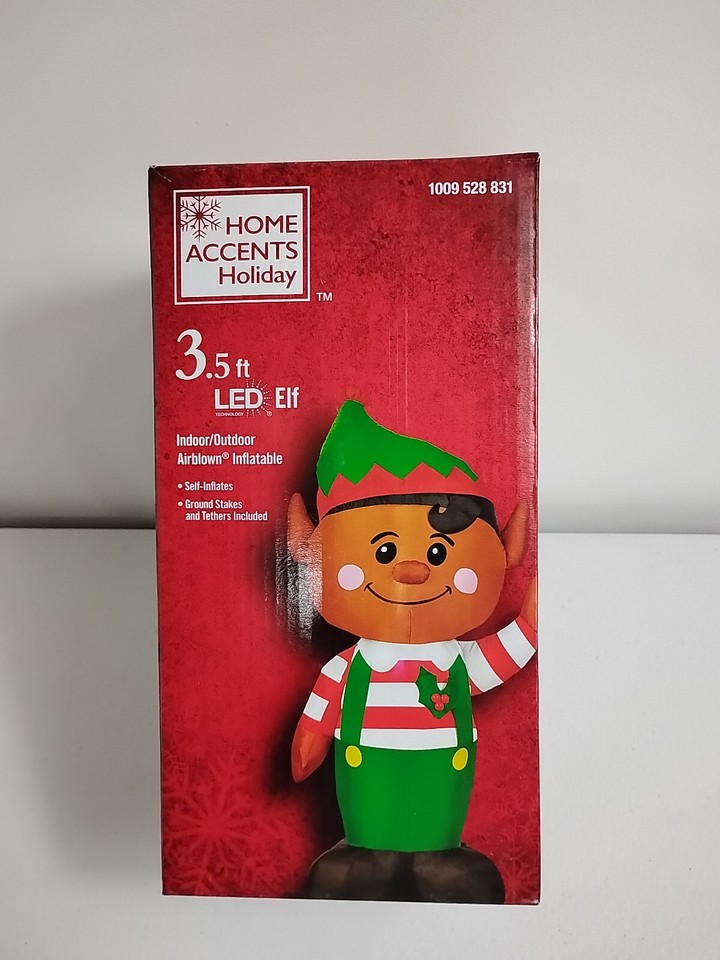 1009 528 831
HOME
ACCENTS
Holiday
TM
3.5 ft
LED Elf
TECHNOLOGY ®
Indoor/Outdoor
Airblown® Inflatable
• Self-Inflates
• Ground Stakes
and Tethers Included